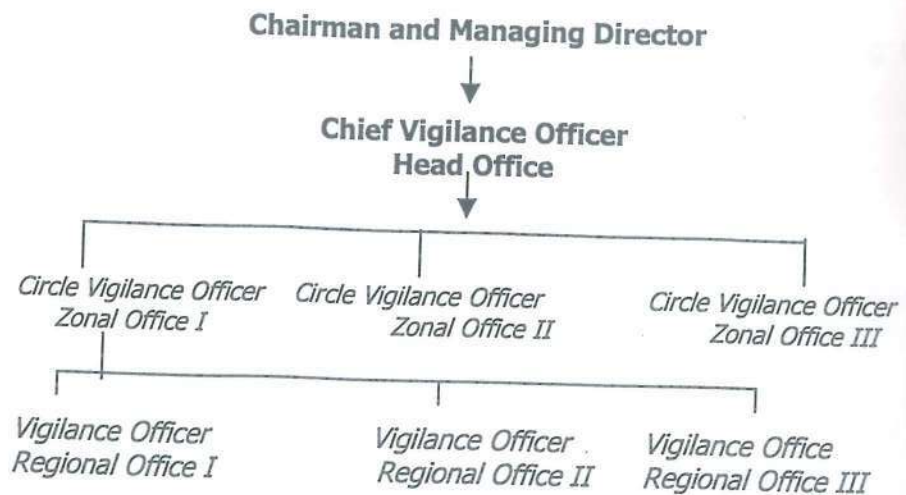 Chairman and Managing Director
Chief Vigilance Officer
Head Office
Circle Vigilance Officer
Zonal Office I
Circle Vigilance Officer
Zonal Office II
Circle Vigilance Officer
Zonal Office III
Vigilance Officer
Regional Office I
Vigilance Officer
Regional Office II
Vigilance Office
Regional Office III